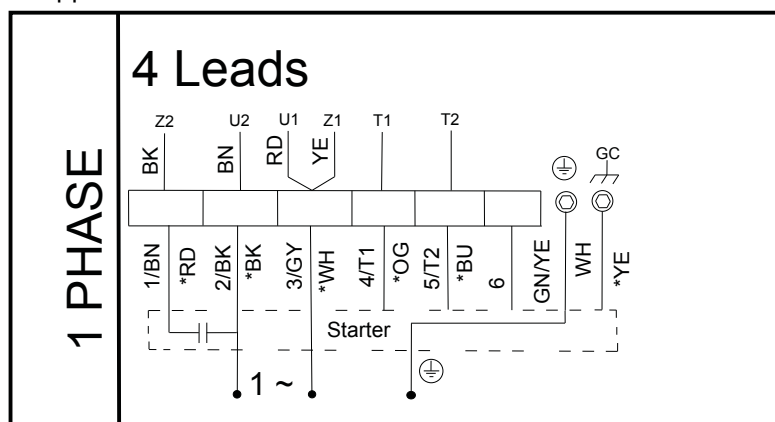 1 PHASE
4 Leads
Z2 U2 U1 Z1 T1 T2
BK BN RD YE
GC
1/BN *RD 2/BK *BK 3/GY *WH 4/T1 *OG 5/T2 *BU 6 GN/YE WH *YE
Starter
1 ~